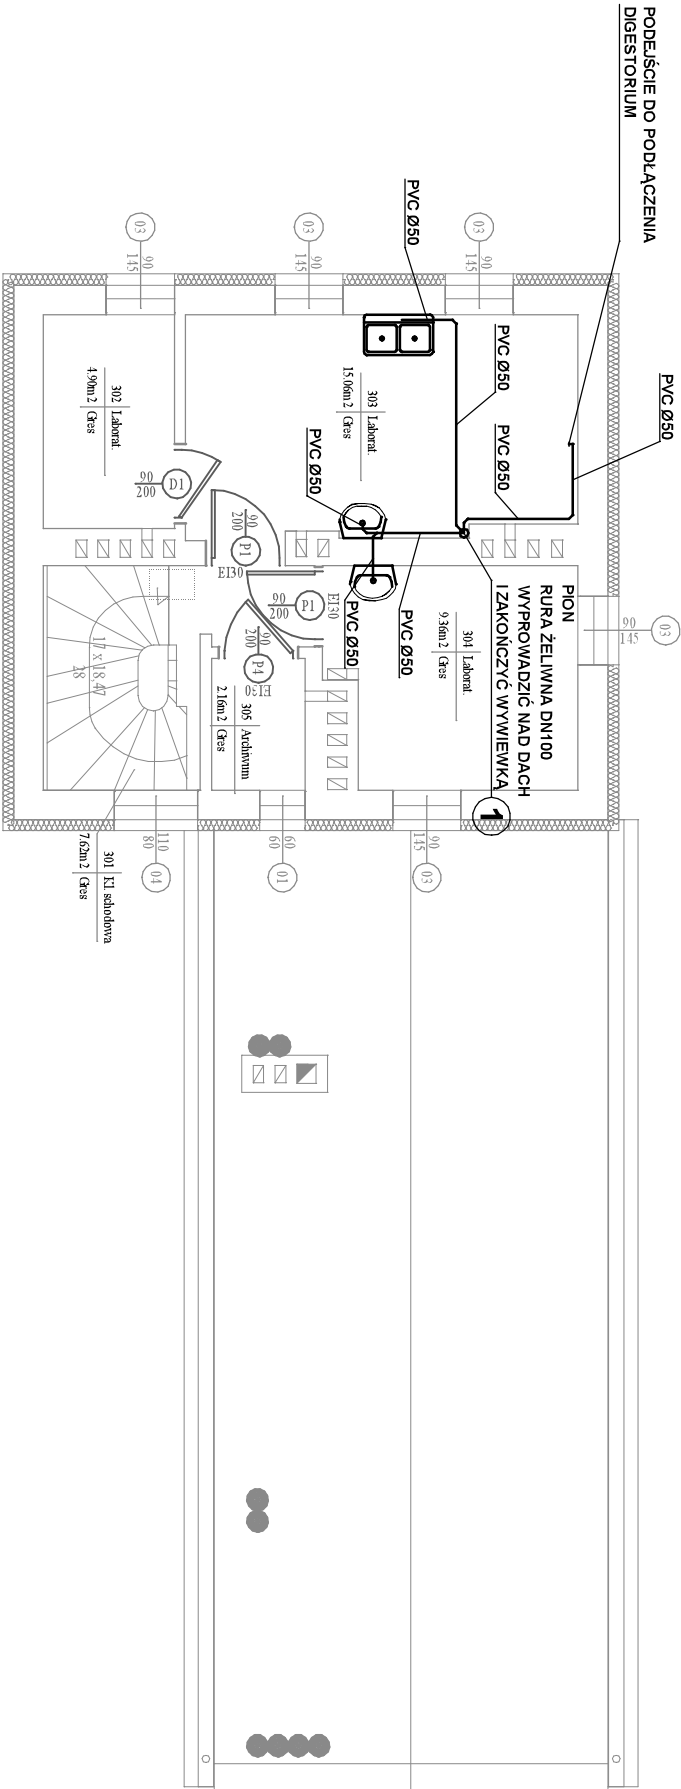 PODEJŚCIE DO PODŁĄCZENIA
DIGESTORIUM
PVC Ø50
PVC Ø50
PVC Ø50
PVC Ø50
PVC Ø50
PVC Ø50
PVC Ø50
PION
RURA ŻELIWNA DN100
WYPROWADZIĆ NAD DACH
I ZAKOŃCZYĆ WYWIEWKĄ
1
03
90
145
03
90
145
03
90
145
03
90
145
03
90
145
01
60
60
04
110
80
302 Laborat.
4.90m2 Gres
303 Laborat.
15.06m2 Gres
304 Laborat.
9.36m2 Gres
305 Archiwum
2.16m2 Gres
301 Kl. schodowa
7.62m2 Gres
D1
90
200
P1
90
200
EI30
P1
90
200
EI30
P4
90
200
EI30
17 x 18.47
28